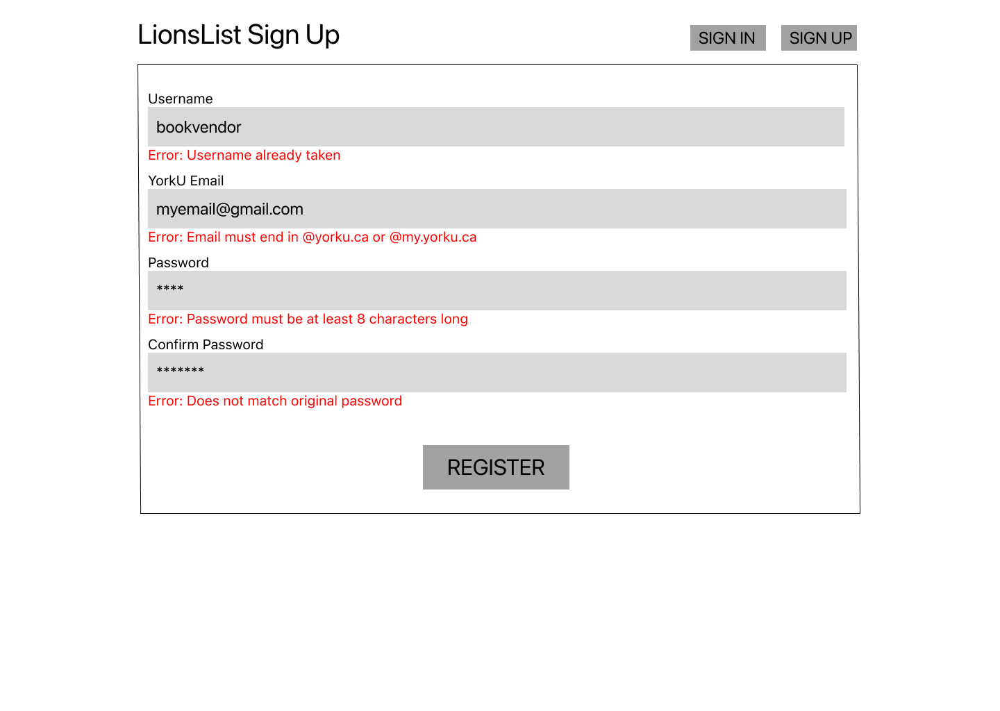 LionsList Sign Up
SIGN IN
SIGN UP
Username
bookvendor
Error: Username already taken
YorkU Email
myemail@gmail.com
Error: Email must end in @yorku.ca or @my.yorku.ca
Password
****
Error: Password must be at least 8 characters long
Confirm Password
*******
Error: Does not match original password
REGISTER